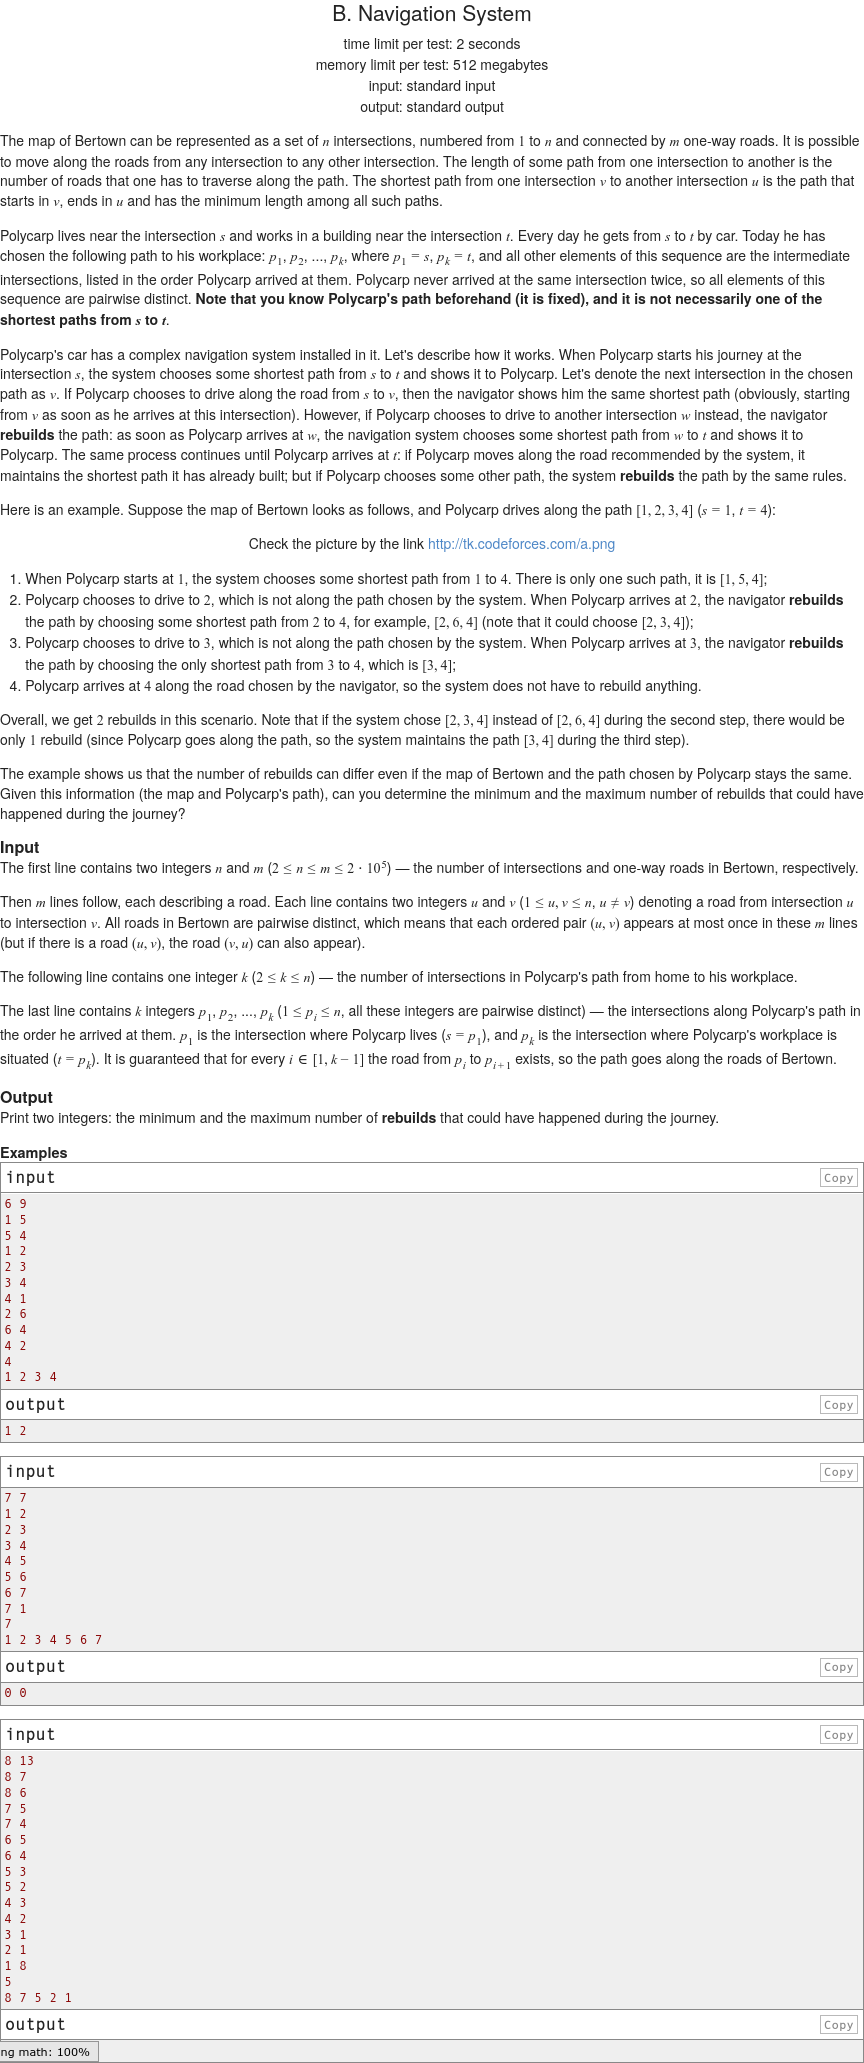 B. Navigation System
time limit per test: 2 seconds
memory limit per test: 512 megabytes
input: standard input
output: standard output
The map of Bertown can be represented as a set of n intersections, numbered from 1 to n and connected by m one-way roads. It is possible
to move along the roads from any intersection to any other intersection. The length of some path from one intersection to another is the
number of roads that one has to traverse along the path. The shortest path from one intersection v to another intersection u is the path that
starts in v, ends in u and has the minimum length among all such paths.
Polycarp lives near the intersection s and works in a building near the intersection t. Every day he gets from s to t by car. Today he has
chosen the following path to his workplace: p1, p2, ..., pk, where p1 = s, pk = t, and all other elements of this sequence are the intermediate
intersections, listed in the order Polycarp arrived at them. Polycarp never arrived at the same intersection twice, so all elements of this
sequence are pairwise distinct. Note that you know Polycarp's path beforehand (it is fixed), and it is not necessarily one of the
shortest paths from s to t.
Polycarp's car has a complex navigation system installed in it. Let's describe how it works. When Polycarp starts his journey at the
intersection s, the system chooses some shortest path from s to t and shows it to Polycarp. Let's denote the next intersection in the chosen
path as v. If Polycarp chooses to drive along the road from s to v, then the navigator shows him the same shortest path (obviously, starting
from v as soon as he arrives at this intersection). However, if Polycarp chooses to drive to another intersection w instead, the navigator
rebuilds the path: as soon as Polycarp arrives at w, the navigation system chooses some shortest path from w to t and shows it to
Polycarp. The same process continues until Polycarp arrives at t: if Polycarp moves along the road recommended by the system, it
maintains the shortest path it has already built; but if Polycarp chooses some other path, the system rebuilds the path by the same rules.
Here is an example. Suppose the map of Bertown looks as follows, and Polycarp drives along the path [1, 2, 3, 4] (s = 1, t = 4):
Check the picture by the link http://tk.codeforces.com/a.png
1. When Polycarp starts at 1, the system chooses some shortest path from 1 to 4. There is only one such path, it is [1, 5, 4];
2. Polycarp chooses to drive to 2, which is not along the path chosen by the system. When Polycarp arrives at 2, the navigator rebuilds
the path by choosing some shortest path from 2 to 4, for example, [2, 6, 4] (note that it could choose [2, 3, 4]);
3. Polycarp chooses to drive to 3, which is not along the path chosen by the system. When Polycarp arrives at 3, the navigator rebuilds
the path by choosing the only shortest path from 3 to 4, which is [3, 4];
4. Polycarp arrives at 4 along the road chosen by the navigator, so the system does not have to rebuild anything.
Overall, we get 2 rebuilds in this scenario. Note that if the system chose [2, 3, 4] instead of [2, 6, 4] during the second step, there would be
only 1 rebuild (since Polycarp goes along the path, so the system maintains the path [3, 4] during the third step).
The example shows us that the number of rebuilds can differ even if the map of Bertown and the path chosen by Polycarp stays the same.
Given this information (the map and Polycarp's path), can you determine the minimum and the maximum number of rebuilds that could have
happened during the journey?
Input
The first line contains two integers n and m (2 ≤ n ≤ m ≤ 2 · 10^5) — the number of intersections and one-way roads in Bertown, respectively.
Then m lines follow, each describing a road. Each line contains two integers u and v (1 ≤ u, v ≤ n, u ≠ v) denoting a road from intersection u
to intersection v. All roads in Bertown are pairwise distinct, which means that each ordered pair (u, v) appears at most once in these m lines
(but if there is a road (u, v), the road (v, u) can also appear).
The following line contains one integer k (2 ≤ k ≤ n) — the number of intersections in Polycarp's path from home to his workplace.
The last line contains k integers p1, p2, ..., pk (1 ≤ pi ≤ n, all these integers are pairwise distinct) — the intersections along Polycarp's path in
the order he arrived at them. p1 is the intersection where Polycarp lives (s = p1), and pk is the intersection where Polycarp's workplace is
situated (t = pk). It is guaranteed that for every i ∈ [1, k − 1] the road from pi to pi+1 exists, so the path goes along the roads of Bertown.
Output
Print two integers: the minimum and the maximum number of rebuilds that could have happened during the journey.
Examples
input Copy
6 9
1 5
5 4
1 2
2 3
3 4
4 1
2 6
6 4
4 2
4
1 2 3 4
output Copy
1 2
input Copy
7 7
1 2
2 3
3 4
4 5
5 6
6 7
7 1
7
1 2 3 4 5 6 7
output Copy
0 0
input Copy
8 13
8 7
8 6
7 5
7 4
6 5
6 4
5 3
5 2
4 3
4 2
3 1
2 1
1 8
5
8 7 5 2 1
output Copy
ng math: 100%